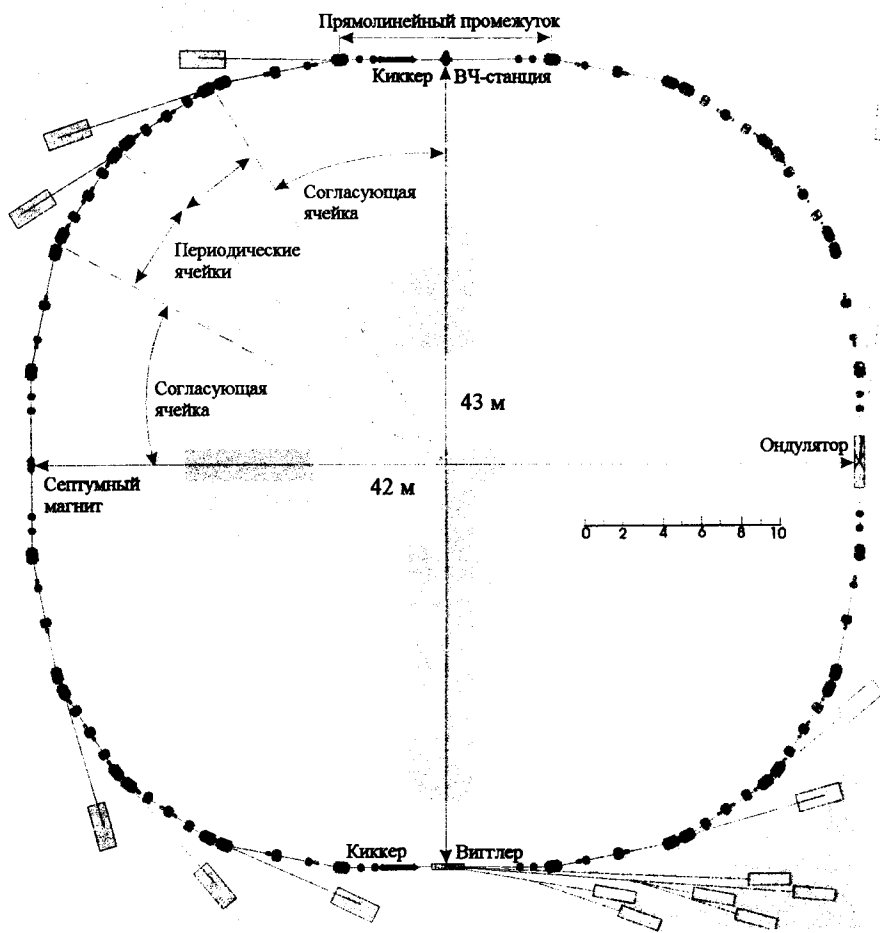 Прямолинейный промежуток
Киккер
ВЧ-станция
Согласующая
ячейка
Периодические
ячейки
Согласующая
ячейка
43 м
Ондулятор
Септумный
магнит
42 м
0 2 4 6 8 10
Киккер
Вигглер